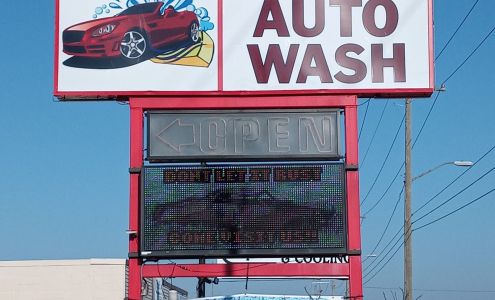 AUTO
WASH
OPEN
DONT LET IT RUST
COME VISIT US!!
& COOLING